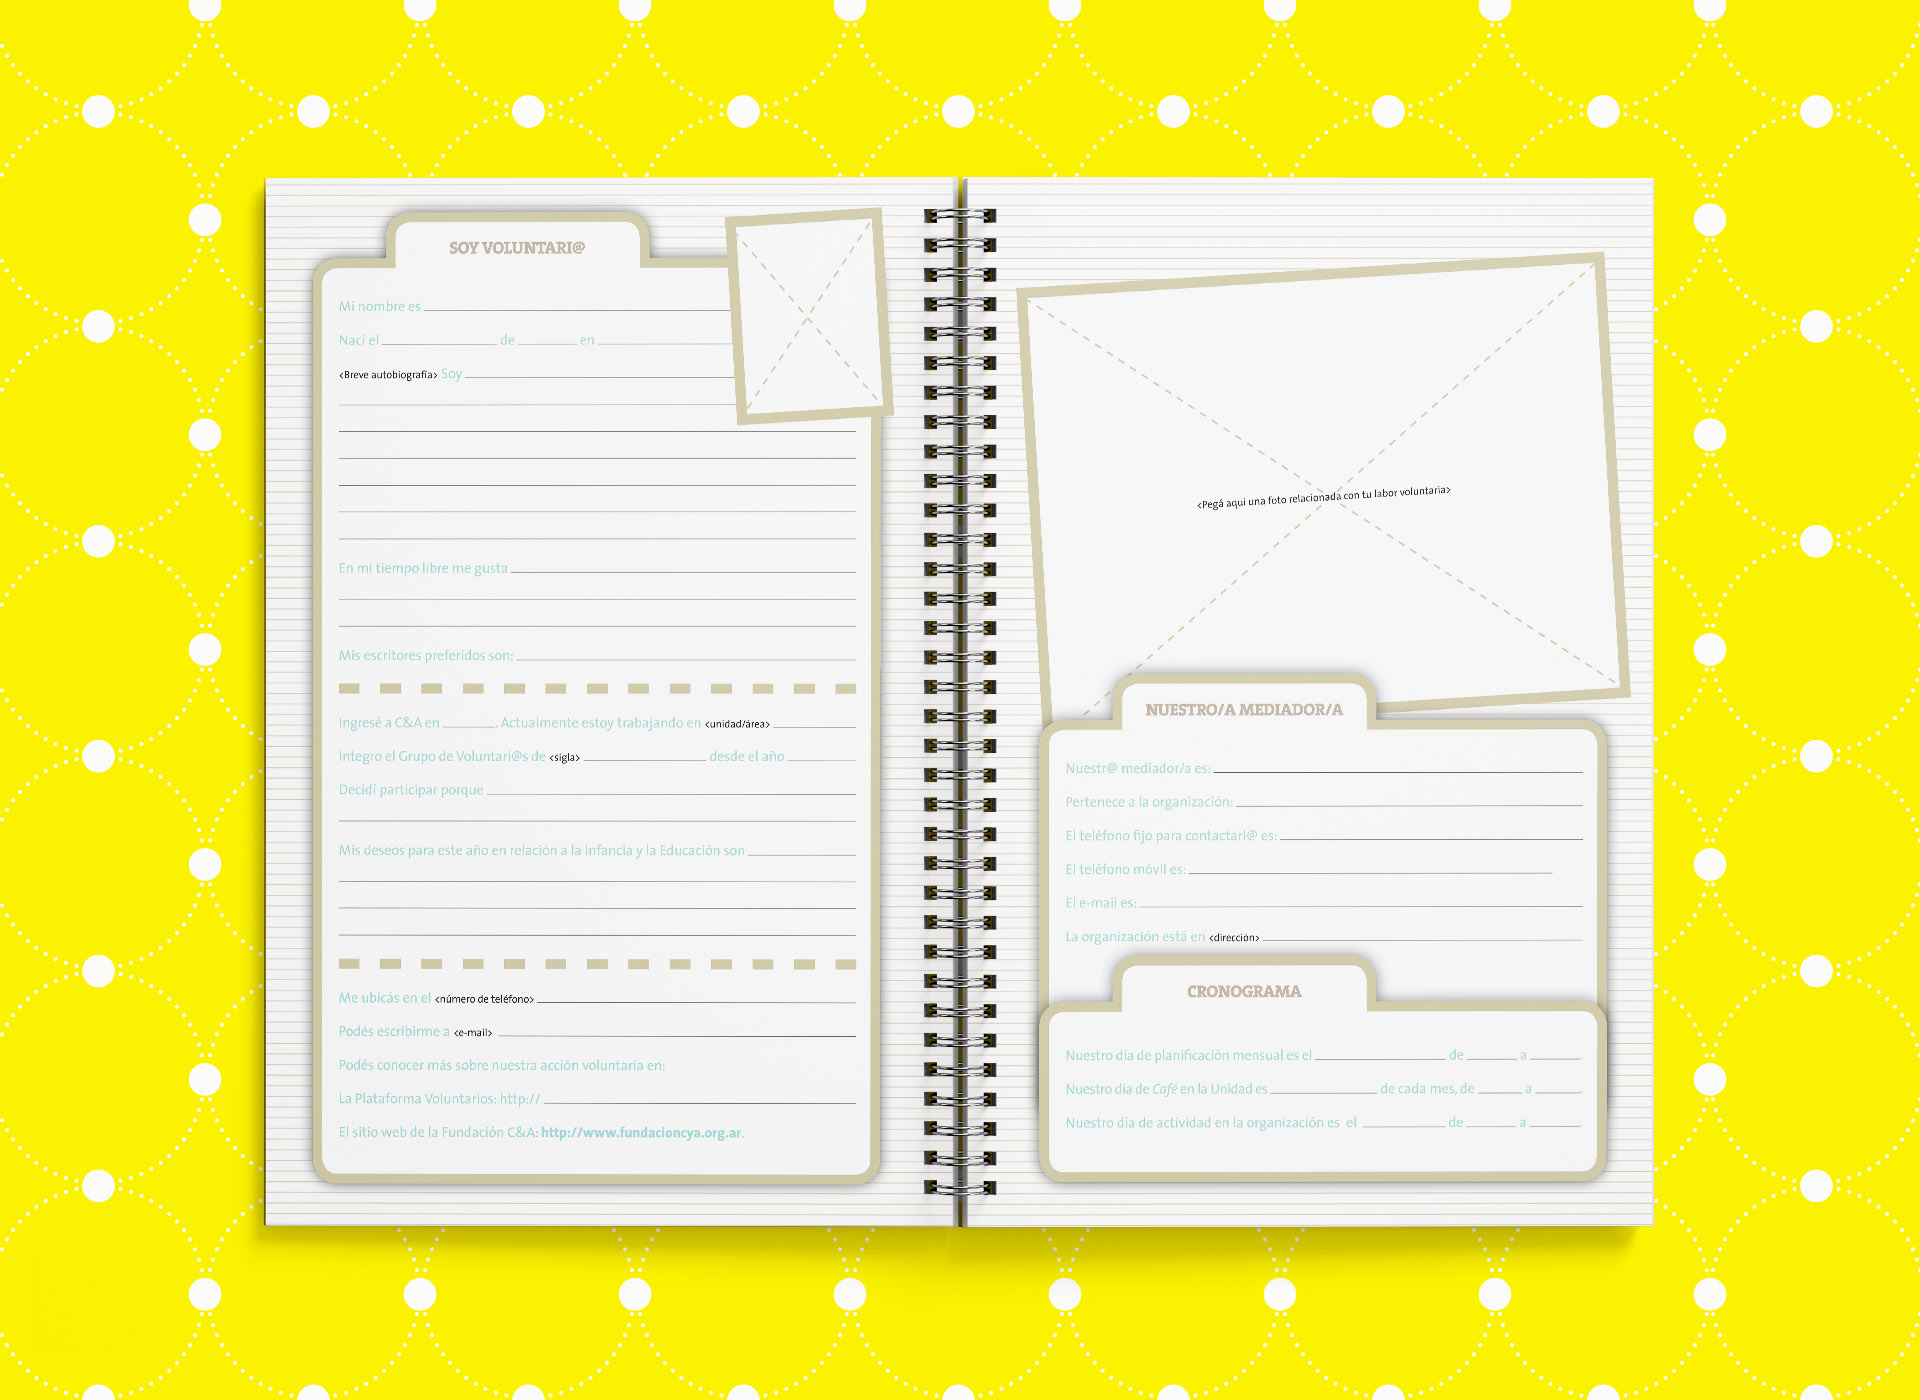 SOY VOLUNTARI@
Mi nombre es
Nací el de en
<Breve autobiografía> Soy
En mi tiempo libre me gusta
Mis escritores preferidos son:
Ingresé a C&A en . Actualmente estoy trabajando en <unidad/área>
Integro el Grupo de Voluntari@s de <sigla> desde el año
Decidí participar porque
Mis deseos para este año en relación a la Infancia y la Educación son
Me ubicás en el <número de teléfono>
Podés escribirme a <e-mail>
Podés conocer más sobre nuestra acción voluntaria en:
La Plataforma Voluntarios: http://
El sitio web de la Fundación C&A: http://www.fundacioncya.org.ar.
<Pegá aquí una foto relacionada con tu labor voluntaria>
NUESTRO/A MEDIADOR/A
Nuestr@ mediador/a es:
Pertenece a la organización:
El teléfono fijo para contactarl@ es:
El teléfono móvil es:
El e-mail es:
La organización está en <dirección>
CRONOGRAMA
Nuestro día de planificación mensual es el de a .
Nuestro día de Café en la Unidad es de cada mes, de a .
Nuestro día de actividad en la organización es el de a .